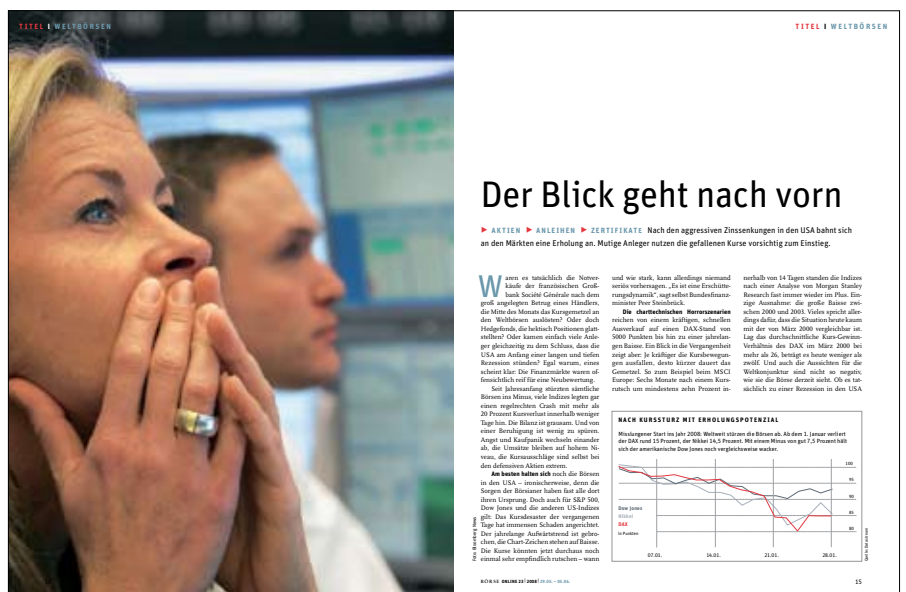 TITEL I WELTBÖRSEN
TITEL I WELTBÖRSEN
Der Blick geht nach vorn
▶ AKTIEN ▶ ANLEIHEN ▶ ZERTIFIKATE Nach den aggressiven Zinssenkungen in den USA bahnt sich
an den Märkten eine Erholung an. Mutige Anleger nutzen die gefallenen Kurse vorsichtig zum Einstieg.
Waren es tatsächlich die Notver-
käufe der französischen Groß-
bank Société Générale nach dem
groß angelegten Betrug eines Händlers,
die Mitte des Monats das Kursgemetzel an
den Weltbörsen auslösten? Oder doch
Hedgefonds, die hektisch Positionen glatt-
stellten? Oder kamen einfach viele Anle-
ger gleichzeitig zu dem Schluss, dass die
USA am Anfang einer langen und tiefen
Rezession stünden? Egal warum, eines
scheint klar: Die Finanzmärkte waren of-
fensichtlich reif für eine Neubewertung.
Seit Jahresanfang stürzten sämtliche
Börsen ins Minus, viele Indizes legten gar
einen regelrechten Crash mit mehr als
20 Prozent Kursverlust innerhalb weniger
Tage hin. Die Bilanz ist grausam. Und von
einer Beruhigung ist wenig zu spüren.
Angst und Kaufpanik wechseln einander
ab, die Umsätze bleiben auf hohem Ni-
veau, die Kursausschläge sind selbst bei
den defensiven Aktien extrem.
Am besten halten sich noch die Börsen
in den USA – ironischerweise, denn die
Sorgen der Börsianer haben fast alle dort
ihren Ursprung. Doch auch für S&P 500,
Dow Jones und die anderen US-Indizes
gilt: Das Kursdesaster der vergangenen
Tage hat immensen Schaden angerichtet.
Der jahrelange Aufwärtstrend ist gebro-
chen, die Chart-Zeichen stehen auf Baisse.
Die Kurse könnten jetzt durchaus noch
einmal sehr empfindlich rutschen – wann
und wie stark, kann allerdings niemand
seriös vorhersagen. „Es ist eine Erschütte-
rungsdynamik“, sagt selbst Bundesfinanz-
minister Peer Steinbrück.
Die charttechnischen Horrorszenarien
reichen von einem kräftigen, schnellen
Ausverkauf auf einen DAX-Stand von
5000 Punkten bis hin zu einer jahrelan-
gen Baisse. Ein Blick in die Vergangenheit
zeigt aber: Je kräftiger die Kursbewegun-
gen ausfallen, desto kürzer dauert das
Gemetzel. So zum Beispiel beim MSCI
Europe: Sechs Monate nach einem Kurs-
rutsch um mindestens zehn Prozent in-
nerhalb von 14 Tagen standen die Indizes
nach einer Analyse von Morgan Stanley
Research fast immer wieder im Plus. Ein-
zige Ausnahme: die große Baisse zwi-
schen 2000 und 2003. Vieles spricht aller-
dings dafür, dass die Situation heute kaum
mit der von März 2000 vergleichbar ist.
Lag das durchschnittliche Kurs-Gewinn-
Verhältnis des DAX im März 2000 bei
mehr als 26, beträgt es heute weniger als
zwölf. Und auch die Aussichten für die
Weltkonjunktur sind nicht so negativ,
wie sie die Börse derzeit sieht. Ob es tat-
sächlich zu einer Rezession in den USA
NACH KURSSTURZ MIT ERHOLUNGSPOTENZIAL
Misslungener Start ins Jahr 2008: Weltweit stürzen die Börsen ab. Ab dem 1. Januar verliert
der DAX rund 15 Prozent, der Nikkei 14,5 Prozent. Mit einem Minus von gut 7,5 Prozent hält
sich der amerikanische Dow Jones noch vergleichsweise wacker.
100
95
90
85
80
Dow Jones
Nikkei
DAX
in Punkten
07.01. 14.01. 21.01. 28.01.
Foto: Bloomberg News
BÖRSE ONLINE 23| 2008|
15